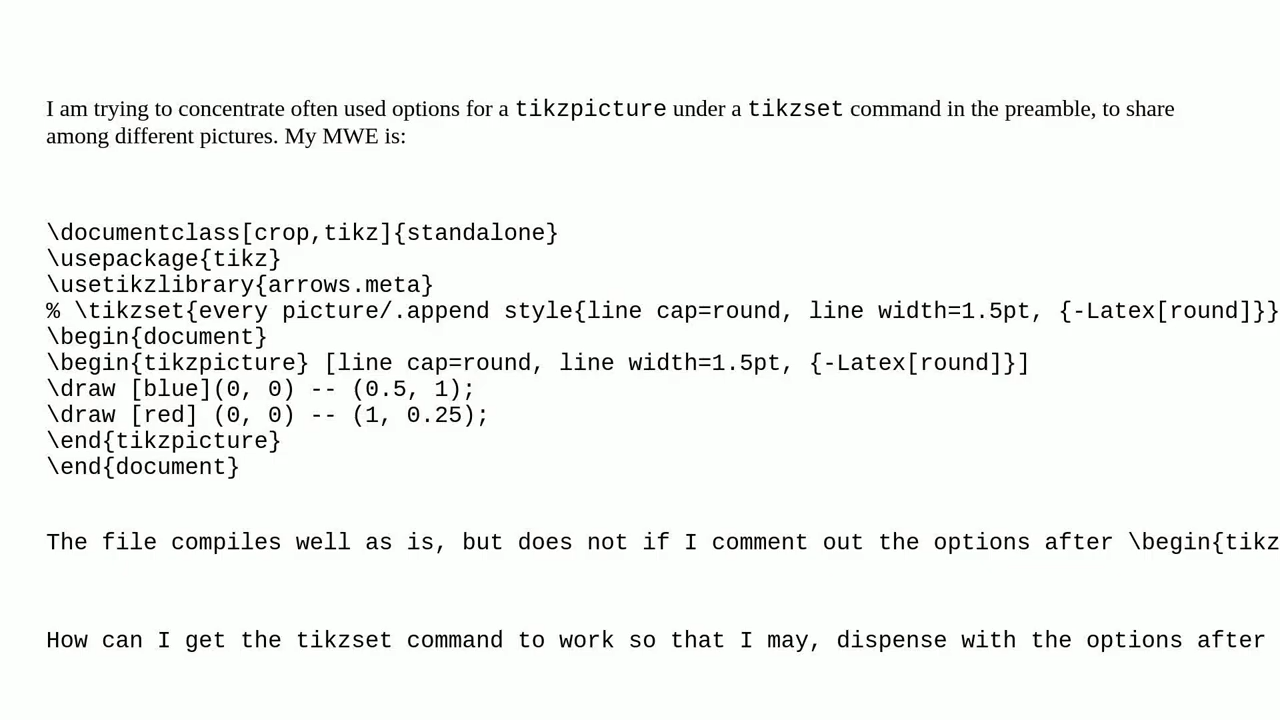 I am trying to concentrate often used options for a tikzpicture under a tikzset command in the preamble, to share
among different pictures. My MWE is:
\documentclass[crop,tikz]{standalone}
\usepackage{tikz}
\usetikzlibrary{arrows.meta}
% \tikzset{every picture/.append style{line cap=round, line width=1.5pt, {-Latex[round]}}
\begin{document}
\begin{tikzpicture} [line cap=round, line width=1.5pt, {-Latex[round]}]
\draw [blue](0, 0) -- (0.5, 1);
\draw [red] (0, 0) -- (1, 0.25);
\end{tikzpicture}
\end{document}
The file compiles well as is, but does not if I comment out the options after \begin{tikz
How can I get the tikzset command to work so that I may, dispense with the options after